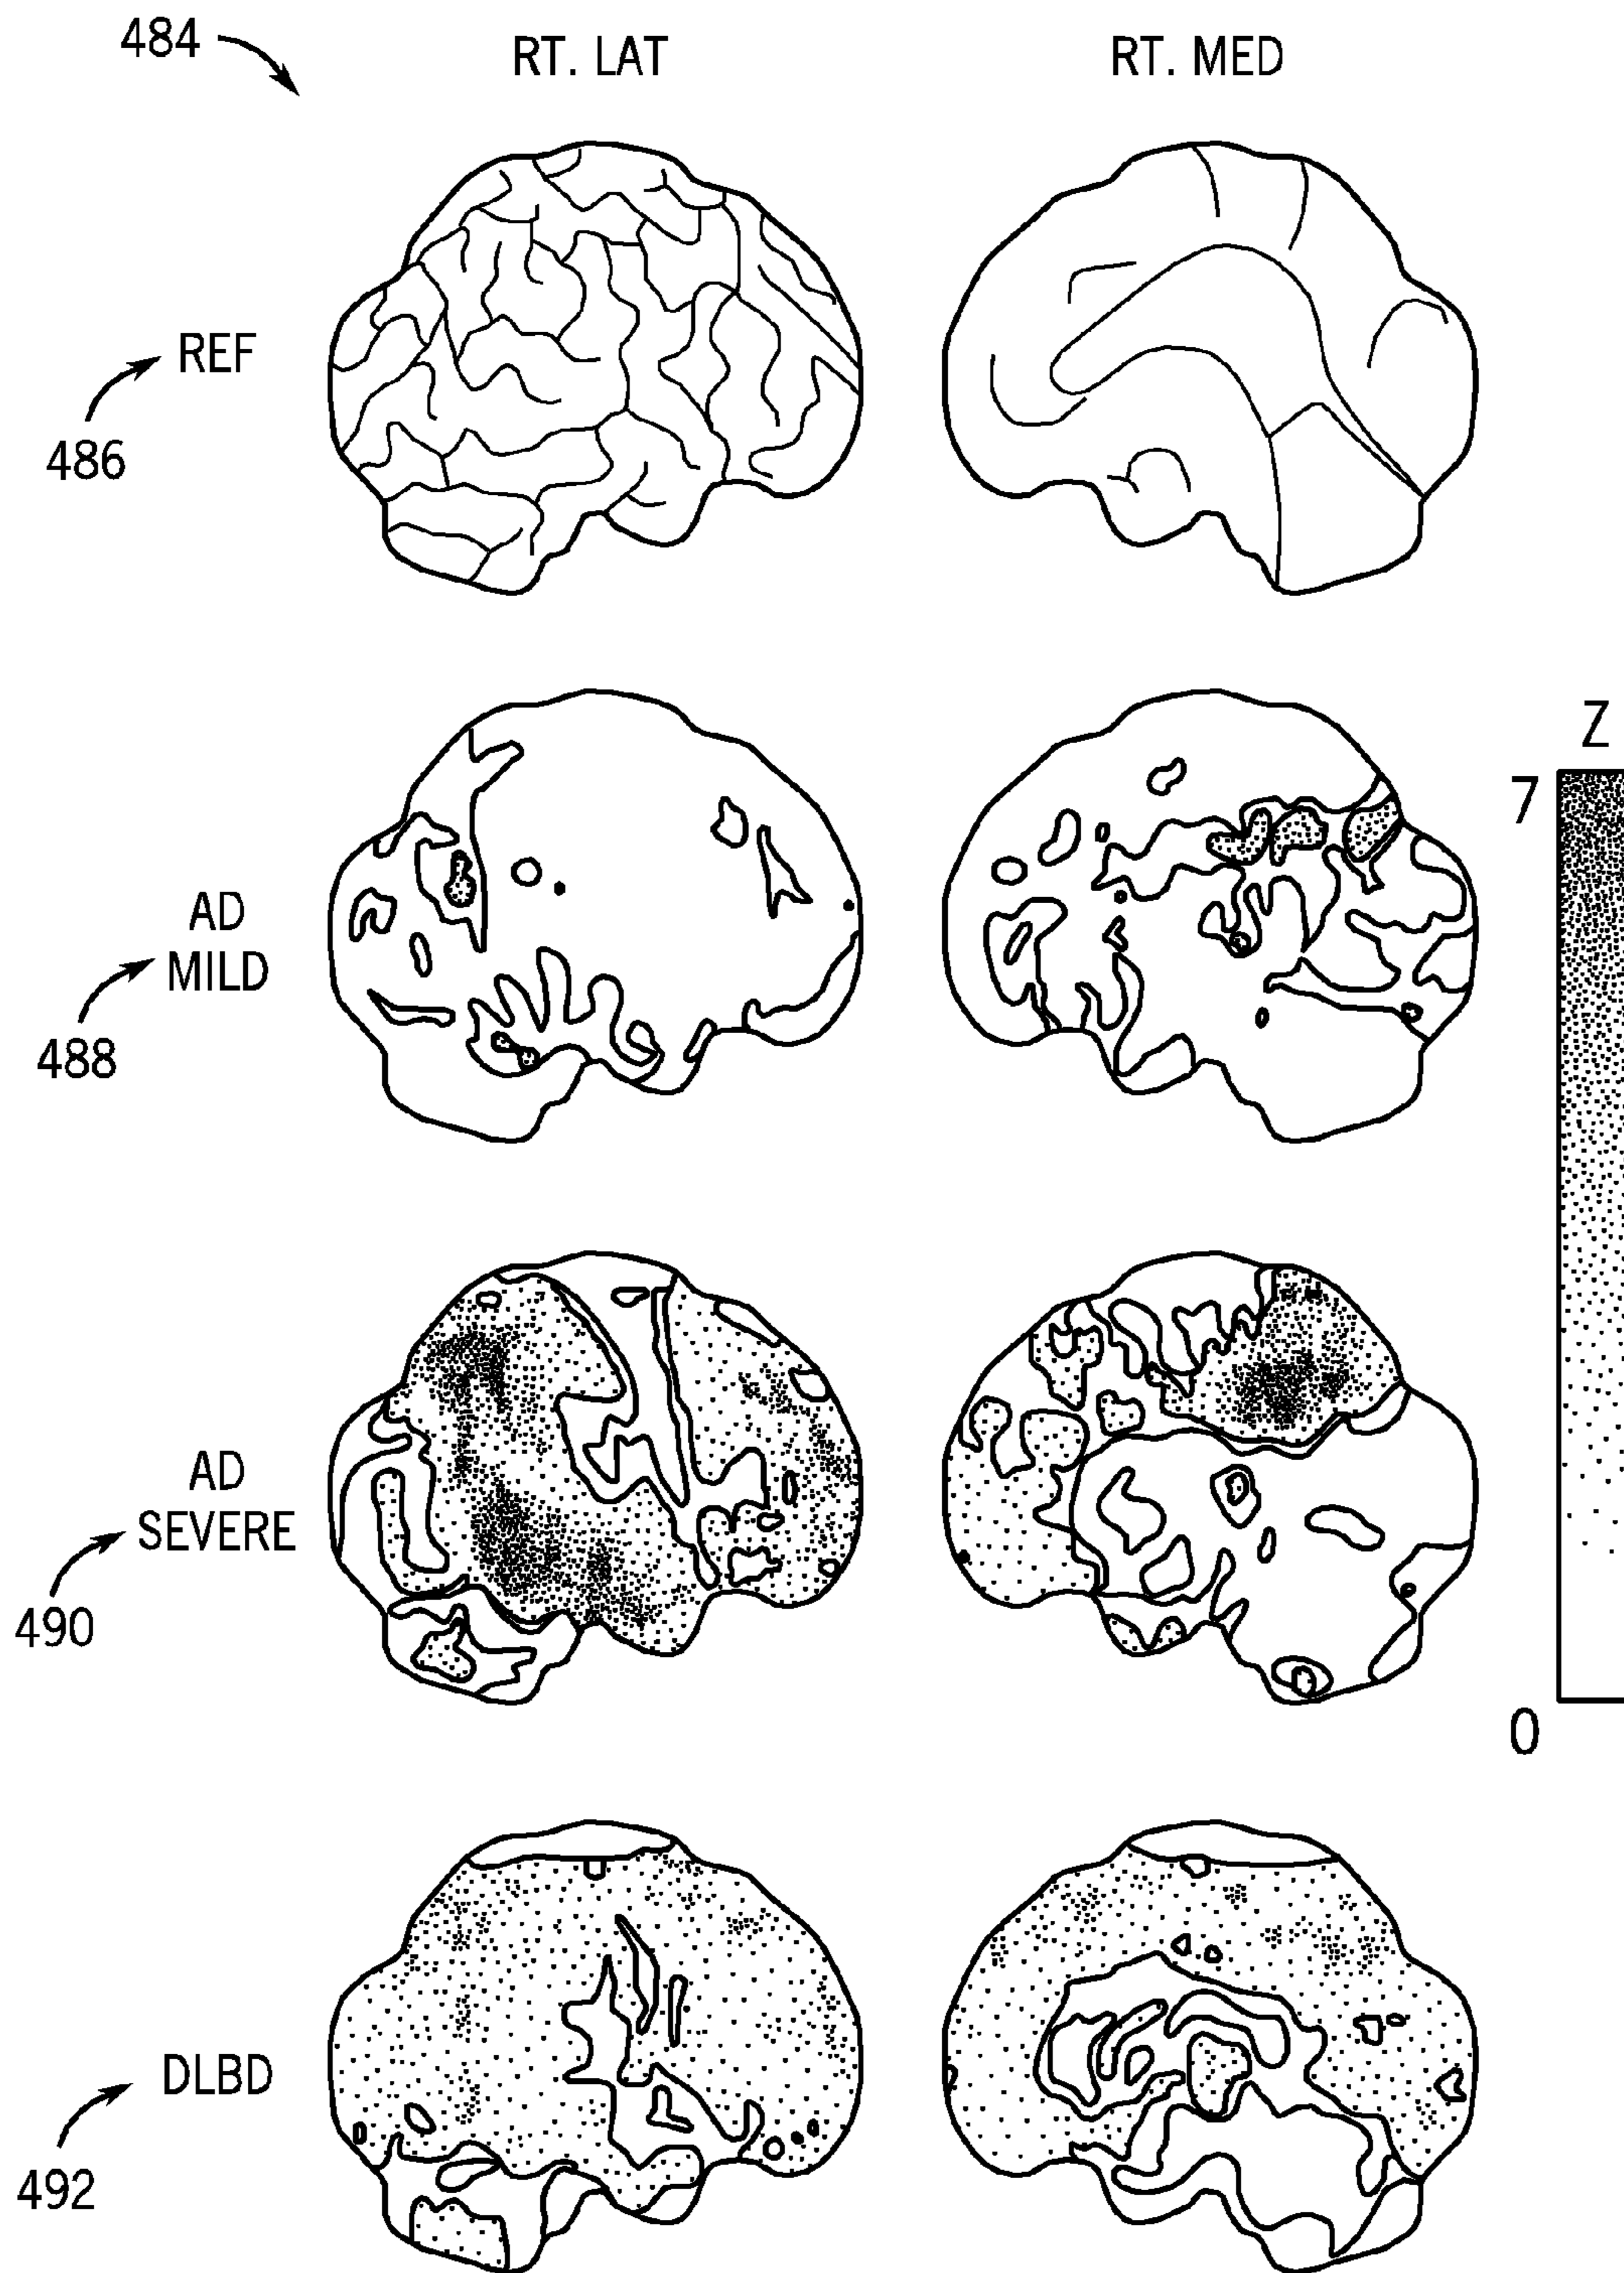 484
RT. LAT
RT. MED
REF
486
Z
7
AD
MILD
488
AD
SEVERE
490
0
DLBD
492